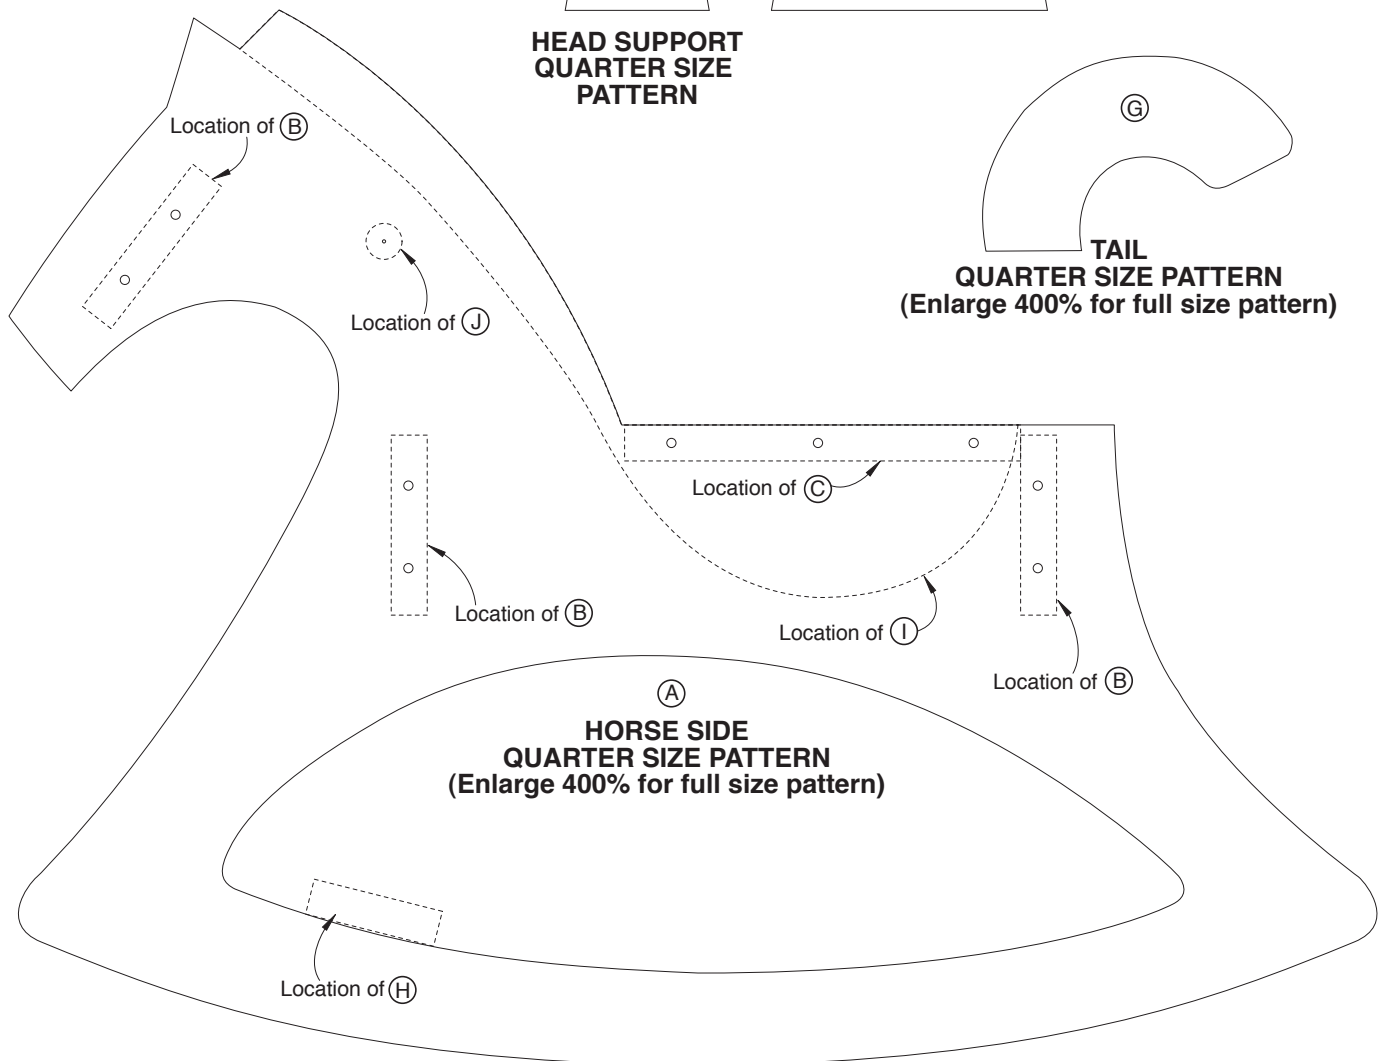 HEAD SUPPORT
QUARTER SIZE
PATTERN
Location of B
G
TAIL
QUARTER SIZE PATTERN
(Enlarge 400% for full size pattern)
Location of J
Location of C
Location of B
Location of I
Location of B
A
HORSE SIDE
QUARTER SIZE PATTERN
(Enlarge 400% for full size pattern)
Location of H